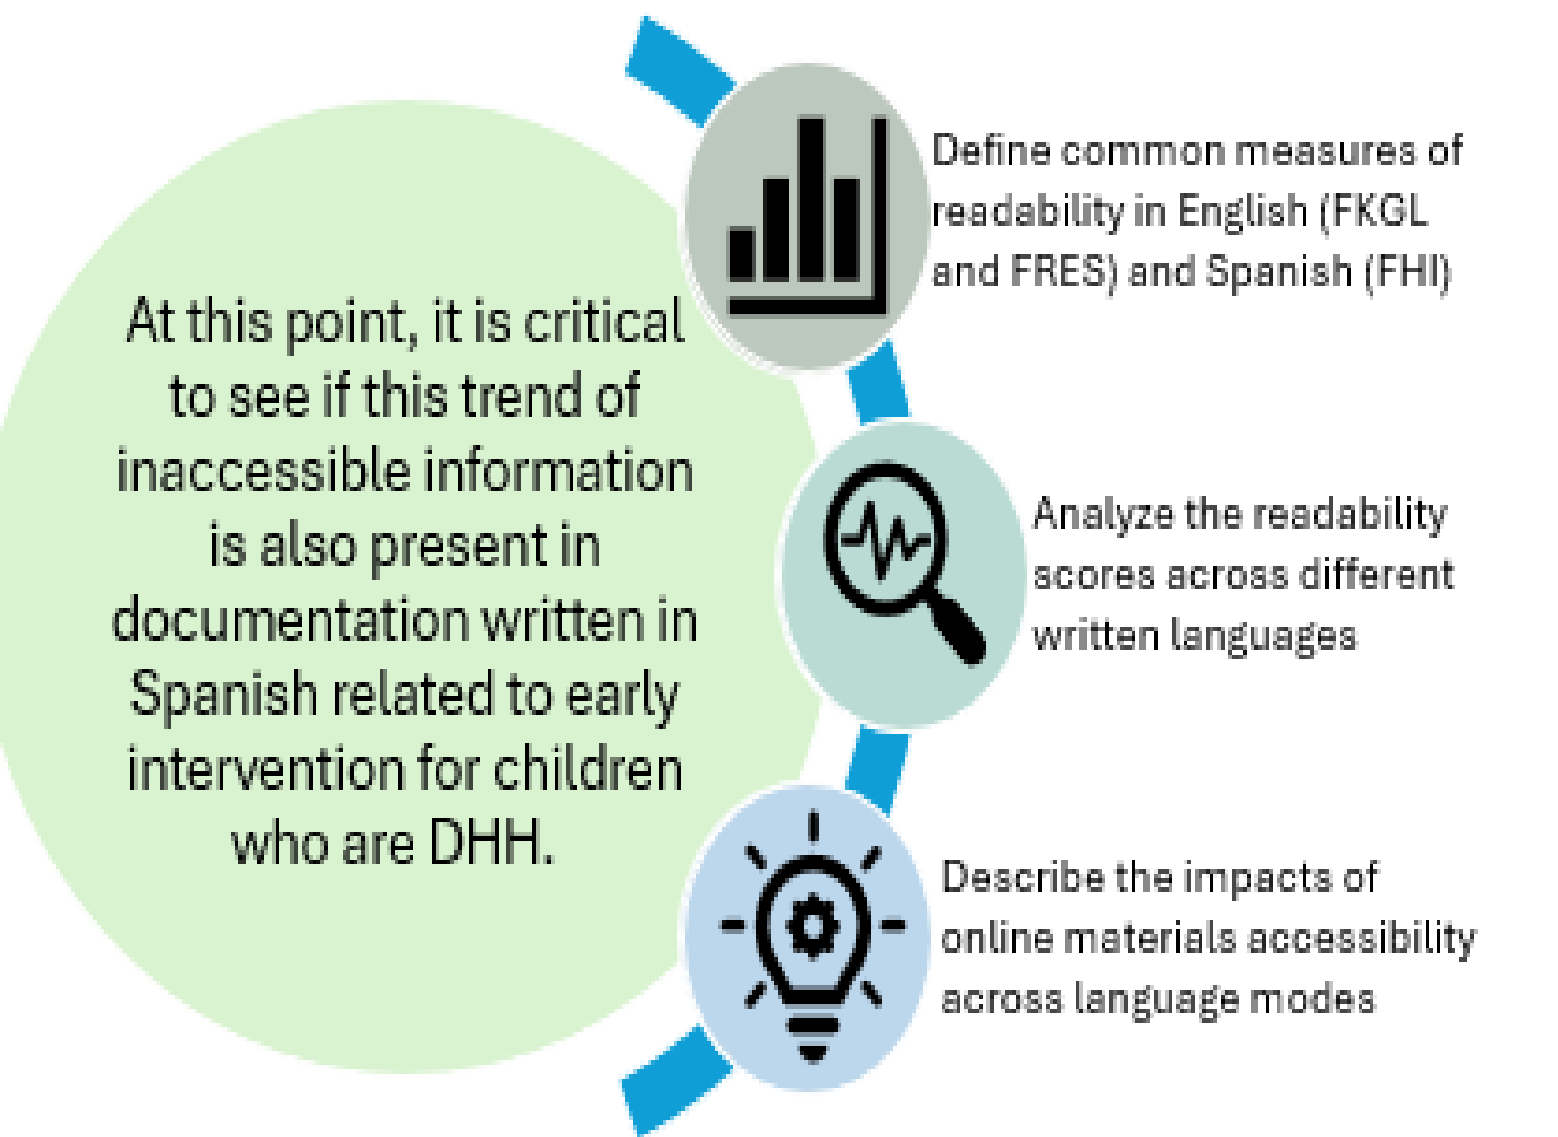 At this point, it is critical
to see if this trend of
inaccessible information
is also present in
documentation written in
Spanish related to early
intervention for children
who are DHH.
Define common measures of
readability in English (FKGL
and FRES) and Spanish (FHI)
Analyze the readability
scores across different
written languages
Describe the impacts of
online materials accessibility
across language modes